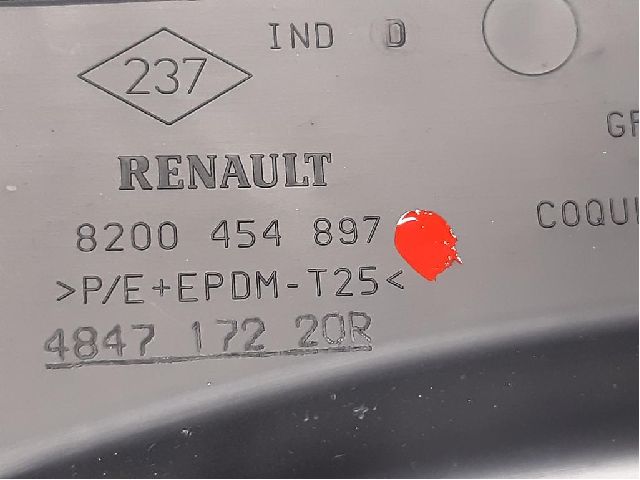 IND D
237
RENAULT
8200 454 897
>P/E+EPDM-T25<
4847 172 20R